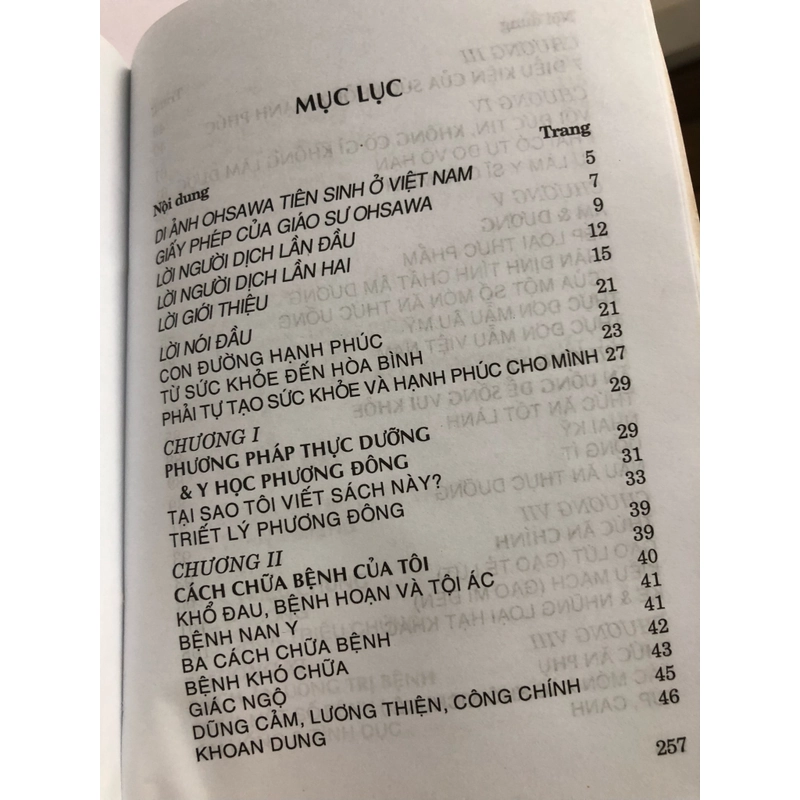 MỤC LỤC
Nội dung Trang
DI ẢNH OHSAWA TIÊN SINH Ở VIỆT NAM 5
GIẤY PHÉP CỦA GIÁO SƯ OHSAWA 7
LỜI NGƯỜI DỊCH LẦN ĐẦU 9
LỜI NGƯỜI DỊCH LẦN HAI 12
LỜI GIỚI THIỆU 15
LỜI NÓI ĐẦU 21
CON ĐƯỜNG HẠNH PHÚC 21
TỪ SỨC KHỎE ĐẾN HÒA BÌNH 23
PHẢI TỰ TẠO SỨC KHỎE VÀ HẠNH PHÚC CHO MÌNH 27
CHƯƠNG I 29
PHƯƠNG PHÁP THỰC DƯỠNG
& Y HỌC PHƯƠNG ĐÔNG 29
TẠI SAO TÔI VIẾT SÁCH NÀY? 31
TRIẾT LÝ PHƯƠNG ĐÔNG 33
CHƯƠNG II 39
CÁCH CHỮA BỆNH CỦA TÔI 39
KHỔ ĐAU, BỆNH HOẠN VÀ TỘI ÁC 40
BỆNH NAN Y 41
BA CÁCH CHỮA BỆNH 41
BỆNH KHÓ CHỮA 42
GIÁC NGỘ 43
DŨNG CẢM, LƯƠNG THIỆN, CÔNG CHÍNH 45
KHOAN DUNG 46
257